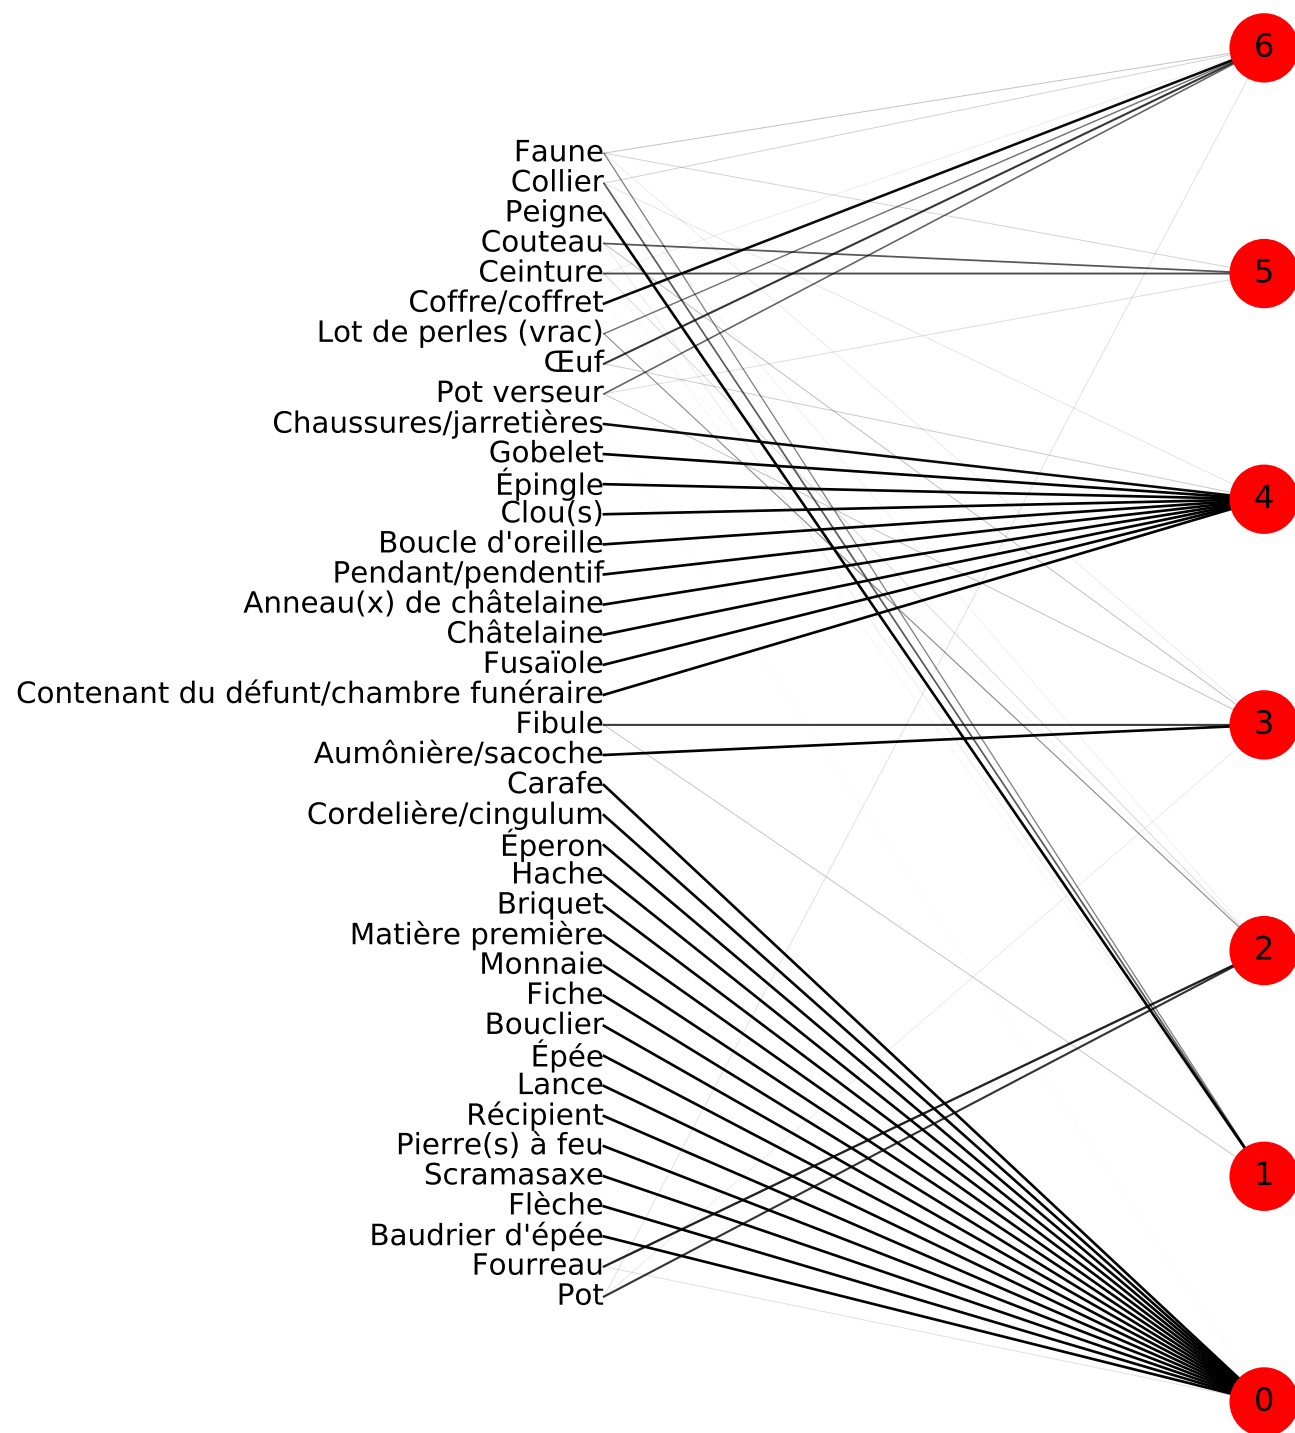 6
Faune
Collier
Peigne
Couteau
Ceinture
5
Coffre/coffret
Lot de perles (vrac)
Œuf
Pot verseur
Chaussures/jarretières
Gobelet
Épingle
4
Clou(s)
Boucle d'oreille
Pendant/pendentif
Anneau(x) de châtelaine
Châtelaine
Fusaïole
Contenant du défunt/chambre funéraire
Fibule
3
Aumônière/sacoche
Carafe
Cordelière/cingulum
Éperon
Hache
Briquet
Matière première
2
Monnaie
Fiche
Bouclier
Épée
Lance
Récipient
Pierre(s) à feu
Scramasaxe
1
Flèche
Baudrier d'épée
Fourreau
Pot
0